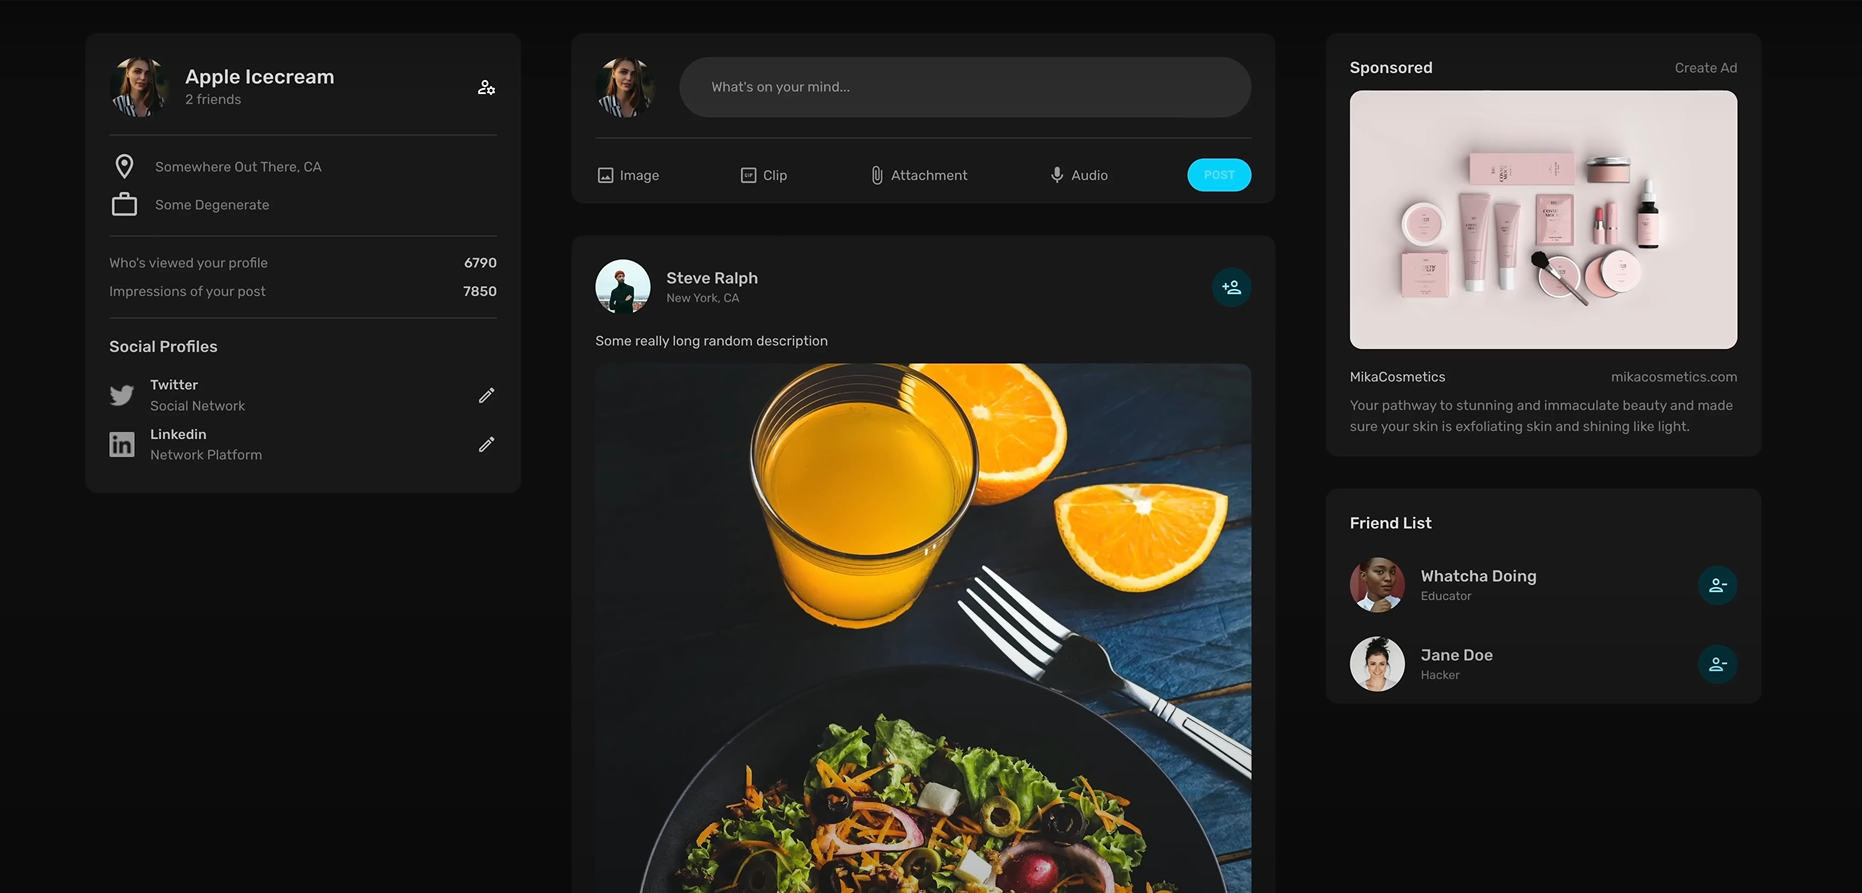 Apple Icecream
2 friends
Somewhere Out There, CA
Some Degenerate
Who's viewed your profile 6790
Impressions of your post 7850
Social Profiles
Twitter
Social Network
Linkedin
Network Platform
What's on your mind...
Image Clip Attachment Audio POST
Steve Ralph
New York, CA
Some really long random description
Sponsored Create Ad
MikaCosmetics mikacosmetics.com
Your pathway to stunning and immaculate beauty and made
sure your skin is exfoliating skin and shining like light.
Friend List
Whatcha Doing
Educator
Jane Doe
Hacker